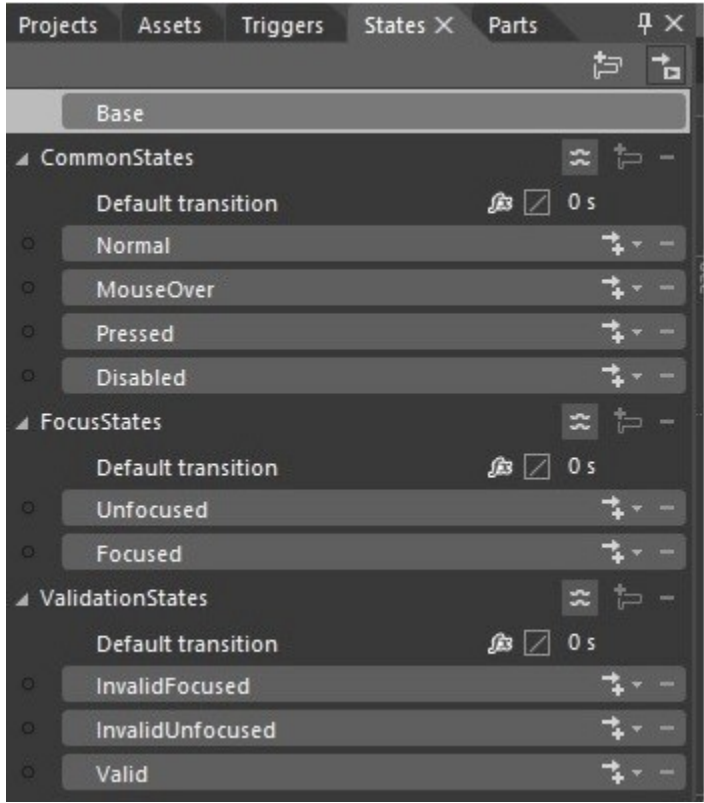 Projects Assets Triggers States Parts
Base
CommonStates
Default transition 0 s
Normal
MouseOver
Pressed
Disabled
FocusStates
Default transition 0 s
Unfocused
Focused
ValidationStates
Default transition 0 s
InvalidFocused
InvalidUnfocused
Valid